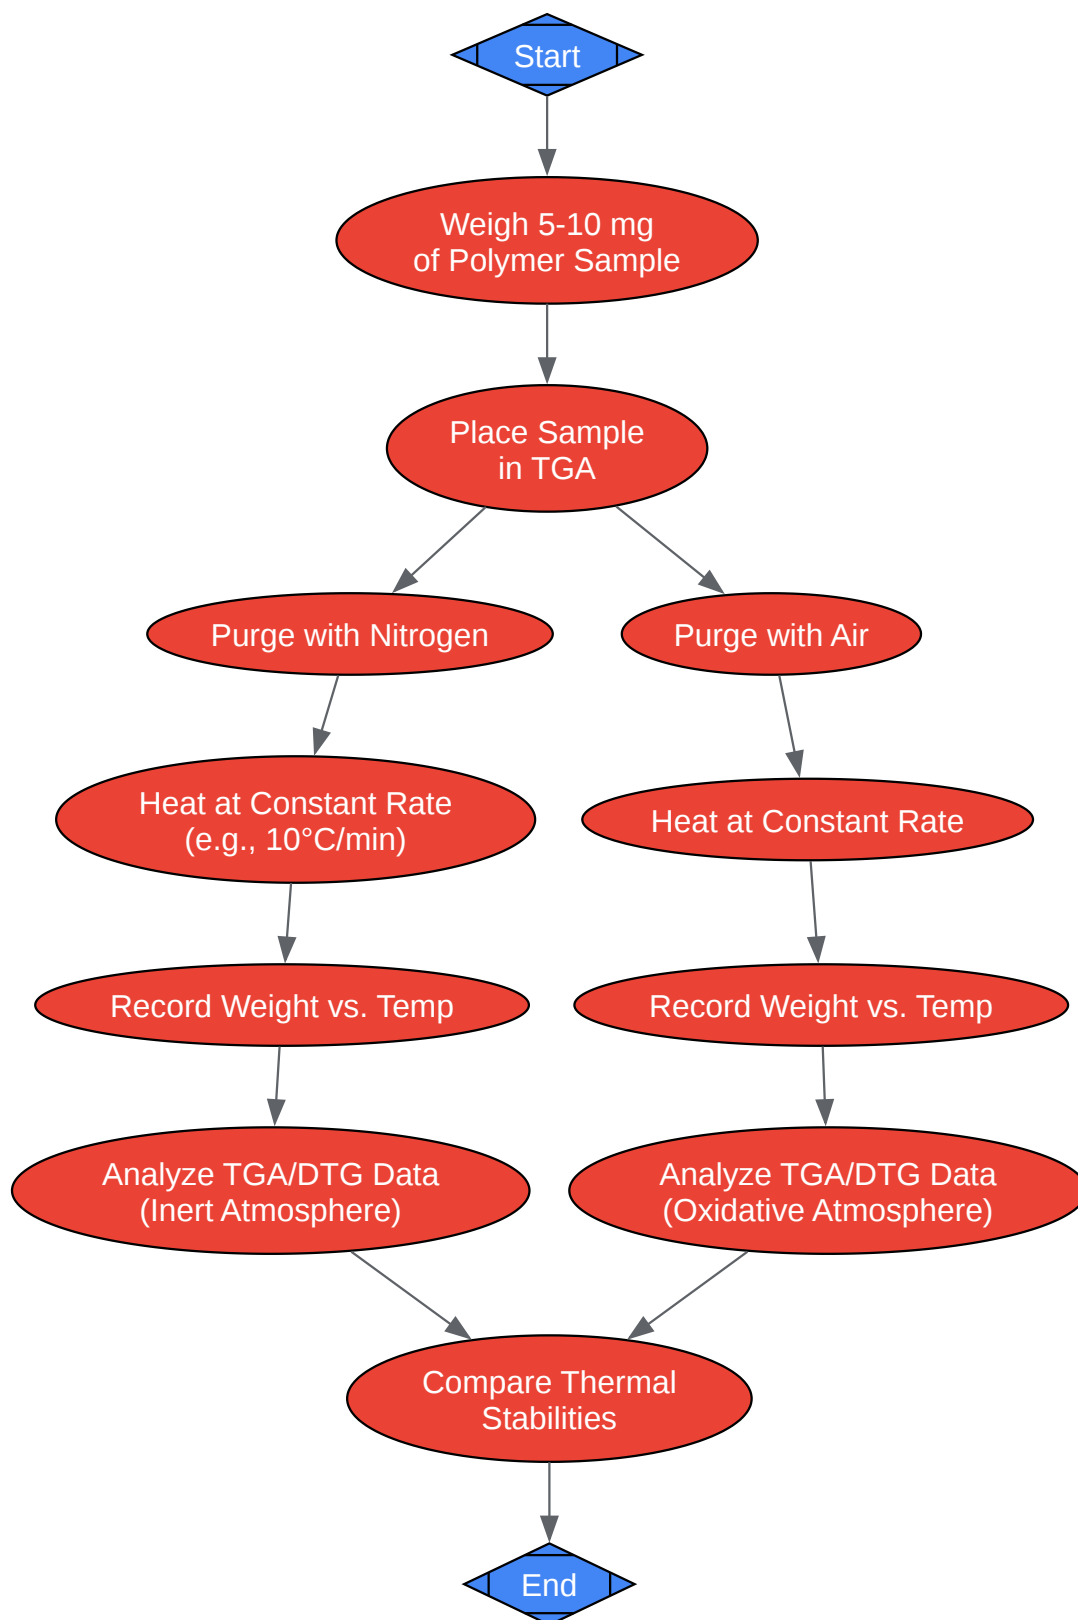 Start
Weigh 5-10 mg
of Polymer Sample
Place Sample
in TGA
Purge with Nitrogen
Purge with Air
Heat at Constant Rate
(e.g., 10°C/min)
Heat at Constant Rate
Record Weight vs. Temp
Record Weight vs. Temp
Analyze TGA/DTG Data
(Inert Atmosphere)
Analyze TGA/DTG Data
(Oxidative Atmosphere)
Compare Thermal
Stabilities
End